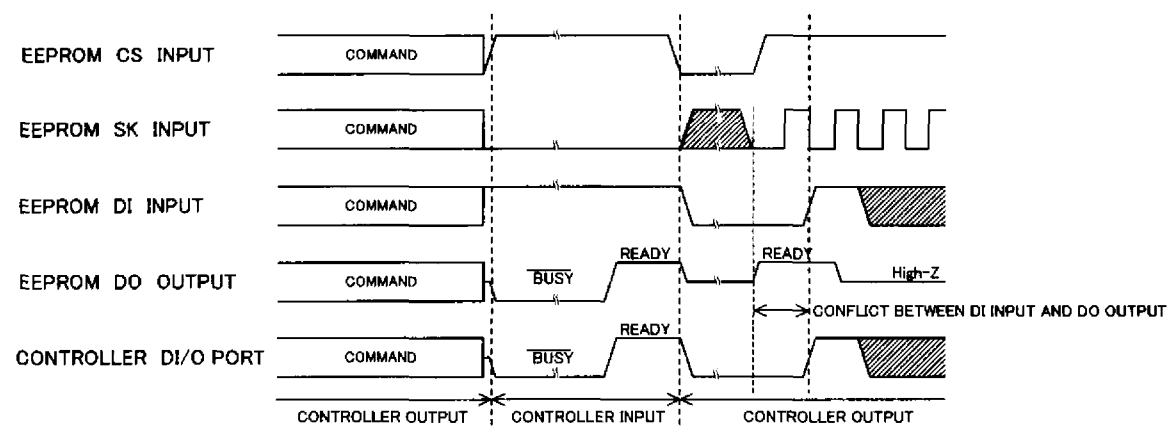 EEPROM CS INPUT
COMMAND
EEPROM SK INPUT
COMMAND
EEPROM DI INPUT
COMMAND
EEPROM DO OUTPUT
COMMAND
BUSY
READY
READY
High-Z
CONFLICT BETWEEN DI INPUT AND DO OUTPUT
CONTROLLER DI/O PORT
COMMAND
BUSY
READY
CONTROLLER OUTPUT
CONTROLLER INPUT
CONTROLLER OUTPUT